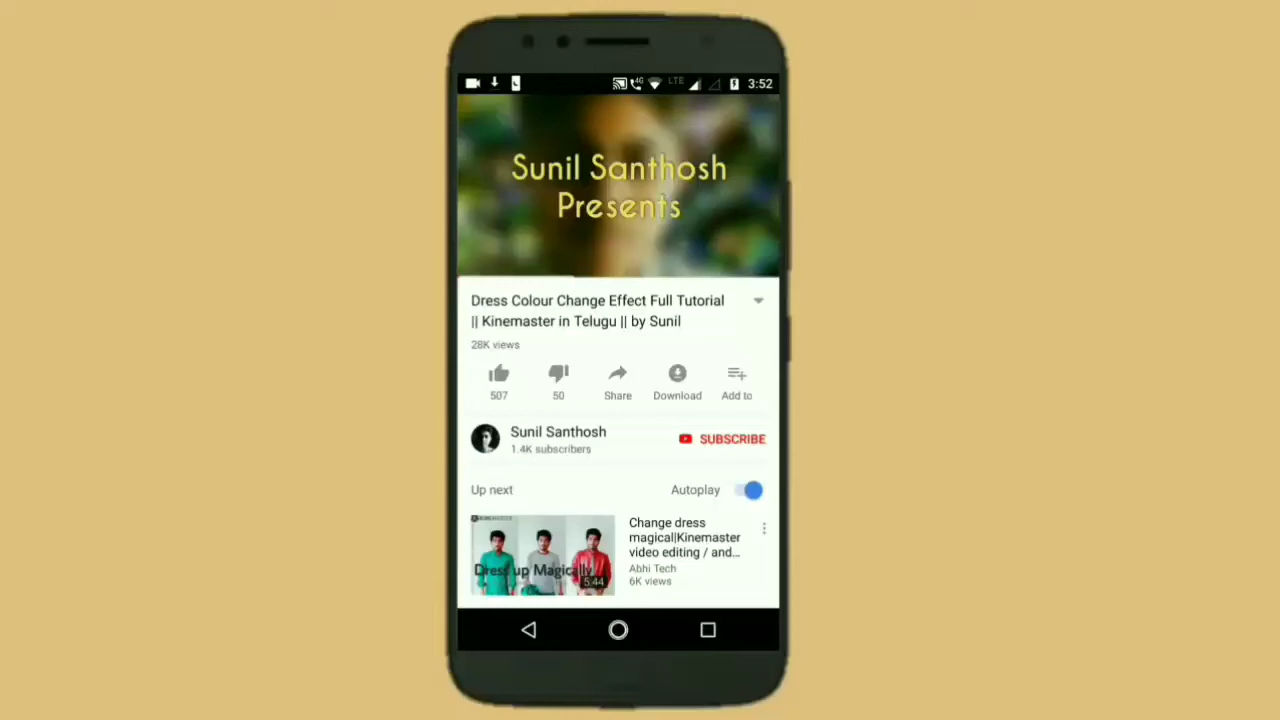 4G LTE 3:52
Sunil Santhosh
Presents
Dress Colour Change Effect Full Tutorial
|| Kinemaster in Telugu || by Sunil
28K views
507 50 Share Download Add to
Sunil Santhosh
1.4K subscribers
SUBSCRIBE
Up next Autoplay
Dress up Magically
5:44
Change dress
magical|Kinemaster
video editing / and...
Abhi Tech
6K views